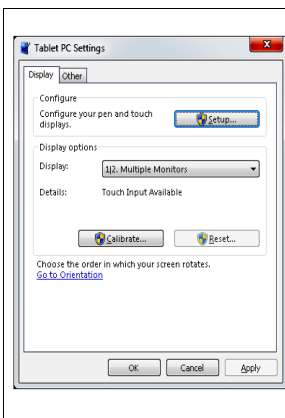 Tablet PC Settings
Display
Other
Configure
Configure your pen and touch
displays.
Setup...
Display options
Display:
1|2. Multiple Monitors
Details:
Touch Input Available
Calibrate...
Reset...
Choose the order in which your screen rotates.
Go to Orientation
OK
Cancel
Apply